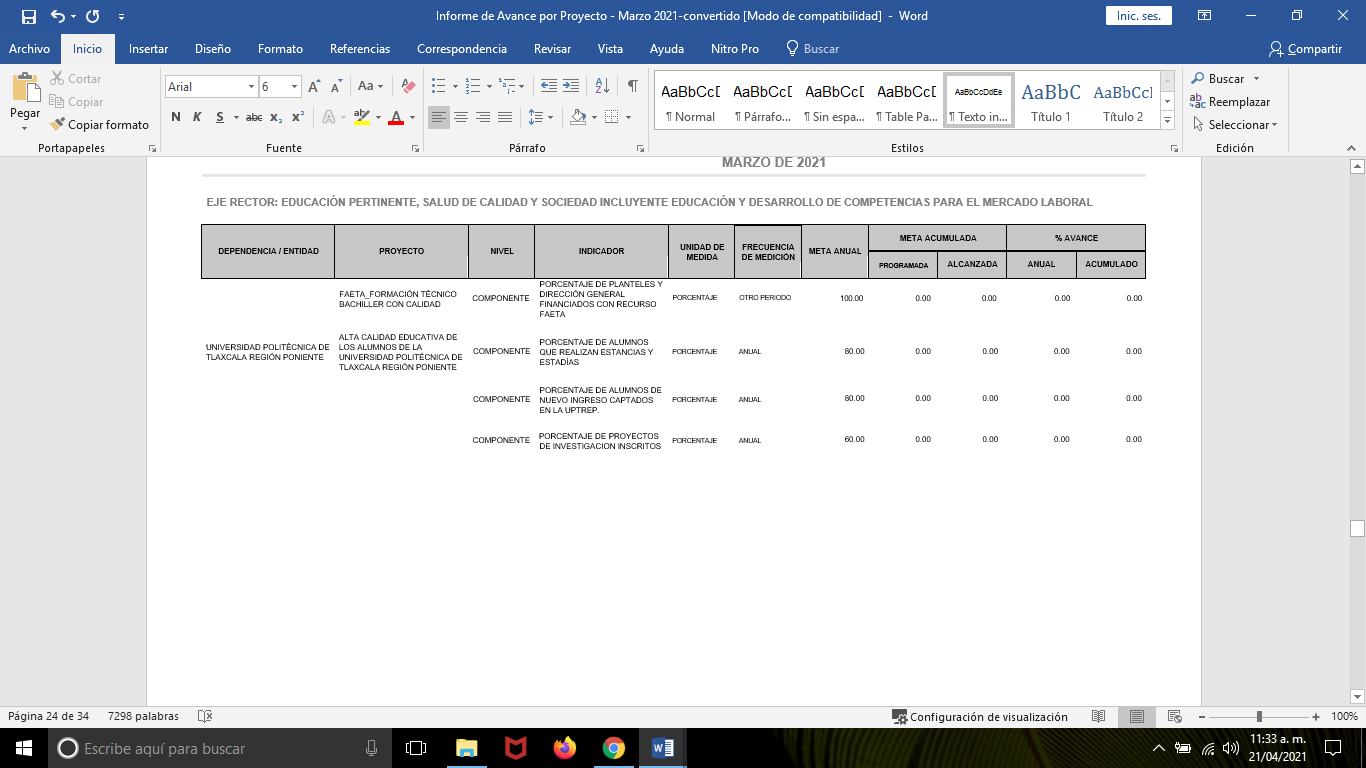 Informe de Avance por Proyecto - Marzo 2021-convertido [Modo de compatibilidad] - Word
Inic. ses.
Archivo Inicio Insertar Diseño Formato Referencias Correspondencia Revisar Vista Ayuda Nitro Pro Buscar Compartir
Pegar
Cortar
Copiar
Copiar formato
Portapapeles
Arial 6
Aa
N K S abc x₂ x²
Fuente
Párrafo
AaBbCcD ¶ Normal
AaBbCcD ¶ Párrafo...
AaBbCcD ¶ Sin espa...
AaBbCcD ¶ Table Pa...
AaBbCcDdEe ¶ Texto in...
AaBbC Título 1
AaBbCcI Título 2
Estilos
Buscar
Reemplazar
Seleccionar
Edición
MARZO DE 2021
EJE RECTOR: EDUCACIÓN PERTINENTE, SALUD DE CALIDAD Y SOCIEDAD INCLUYENTE EDUCACIÓN Y DESARROLLO DE COMPETENCIAS PARA EL MERCADO LABORAL
DEPENDENCIA / ENTIDAD
PROYECTO
NIVEL
INDICADOR
UNIDAD DE
MEDIDA
FRECUENCIA
DE MEDICIÓN
META ANUAL
META ACUMULADA
PROGRAMADA ALCANZADA
% AVANCE
ANUAL ACUMULADO
FAETA_FORMACIÓN TÉCNICO
BACHILLER CON CALIDAD
COMPONENTE
PORCENTAJE DE PLANTELES Y
DIRECCIÓN GENERAL
FINANCIADOS CON RECURSO
FAETA
PORCENTAJE OTRO PERIODO 100.00 0.00 0.00 0.00 0.00
UNIVERSIDAD POLITÉCNICA DE
TLAXCALA REGIÓN PONIENTE
ALTA CALIDAD EDUCATIVA DE
LOS ALUMNOS DE LA
UNIVERSIDAD POLITÉCNICA DE
TLAXCALA REGIÓN PONIENTE
COMPONENTE
PORCENTAJE DE ALUMNOS
QUE REALIZAN ESTANCIAS Y
ESTADÍAS
PORCENTAJE ANUAL 80.00 0.00 0.00 0.00 0.00
COMPONENTE
PORCENTAJE DE ALUMNOS DE
NUEVO INGRESO CAPTADOS
EN LA UPTREP.
PORCENTAJE ANUAL 80.00 0.00 0.00 0.00 0.00
COMPONENTE
PORCENTAJE DE PROYECTOS
DE INVESTIGACION INSCRITOS
PORCENTAJE ANUAL 60.00 0.00 0.00 0.00 0.00
Página 24 de 34 7298 palabras
Configuración de visualización
100%
Escribe aquí para buscar
11:33 a. m.
21/04/2021